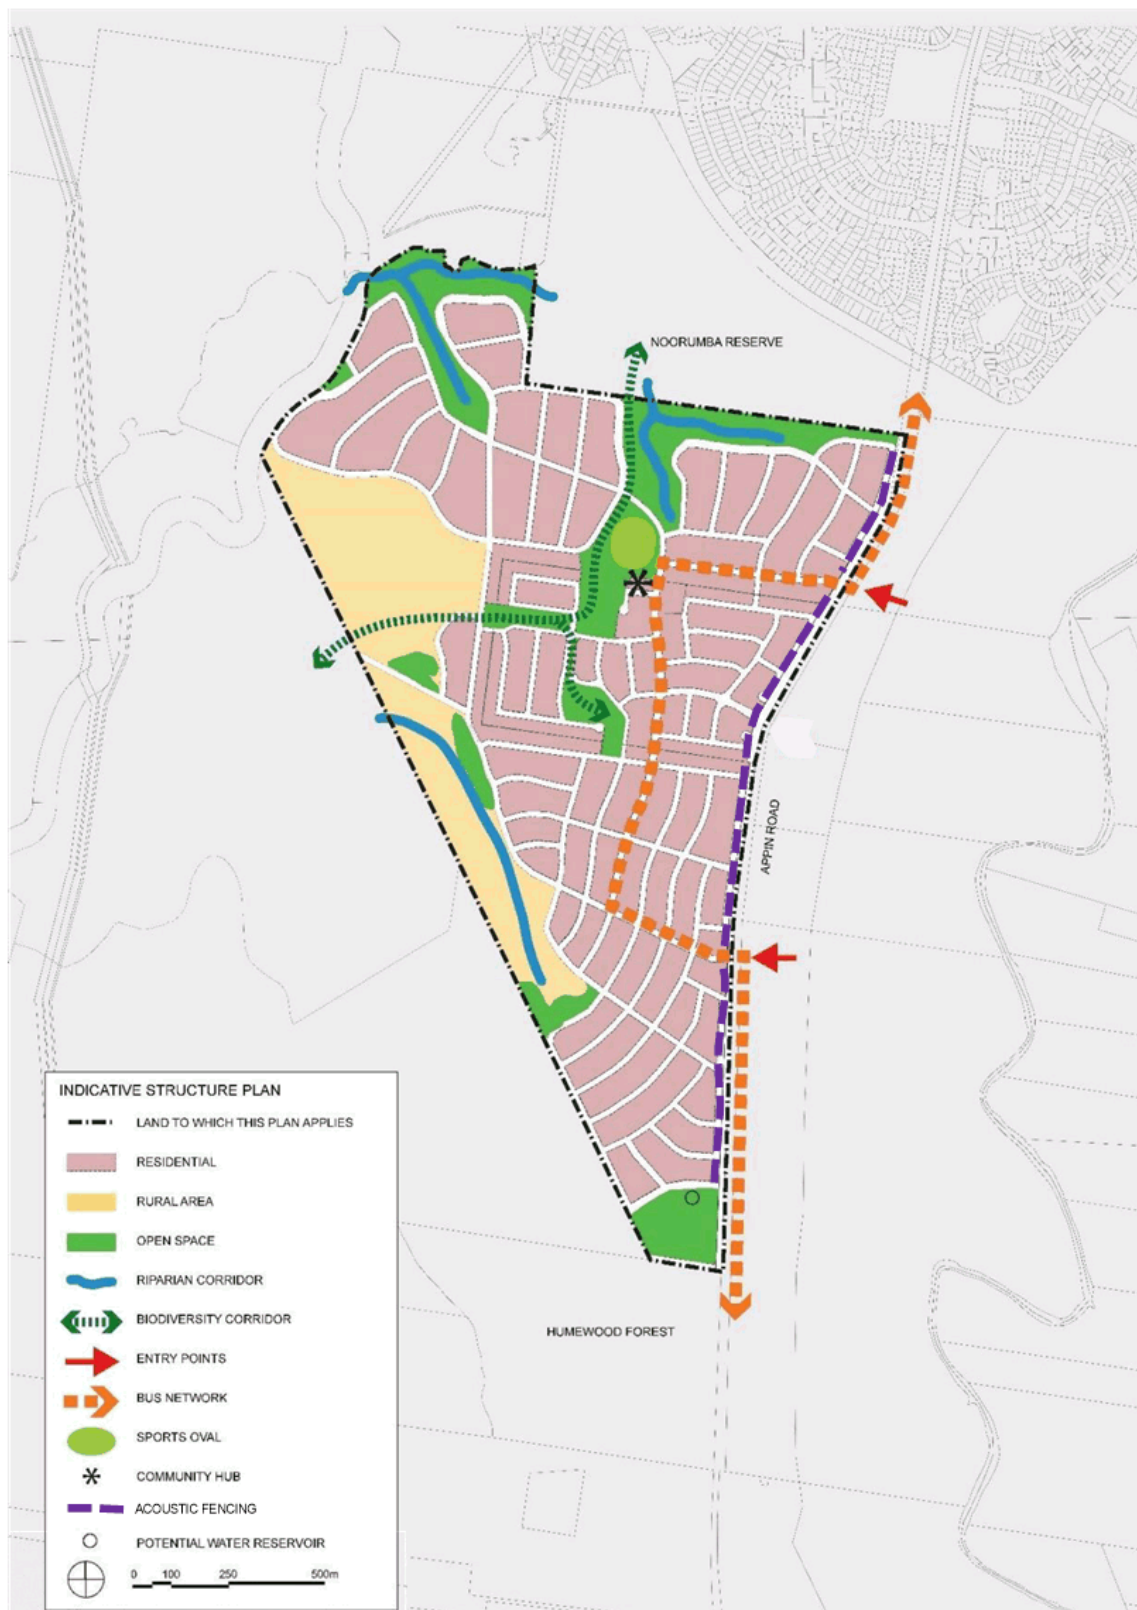 NOORUMBA RESERVE
APPIN ROAD
HUMEWOOD FOREST
INDICATIVE STRUCTURE PLAN
LAND TO WHICH THIS PLAN APPLIES
RESIDENTIAL
RURAL AREA
OPEN SPACE
RIPARIAN CORRIDOR
BIODIVERSITY CORRIDOR
ENTRY POINTS
BUS NETWORK
SPORTS OVAL
COMMUNITY HUB
ACOUSTIC FENCING
POTENTIAL WATER RESERVOIR
0 100 250 500m